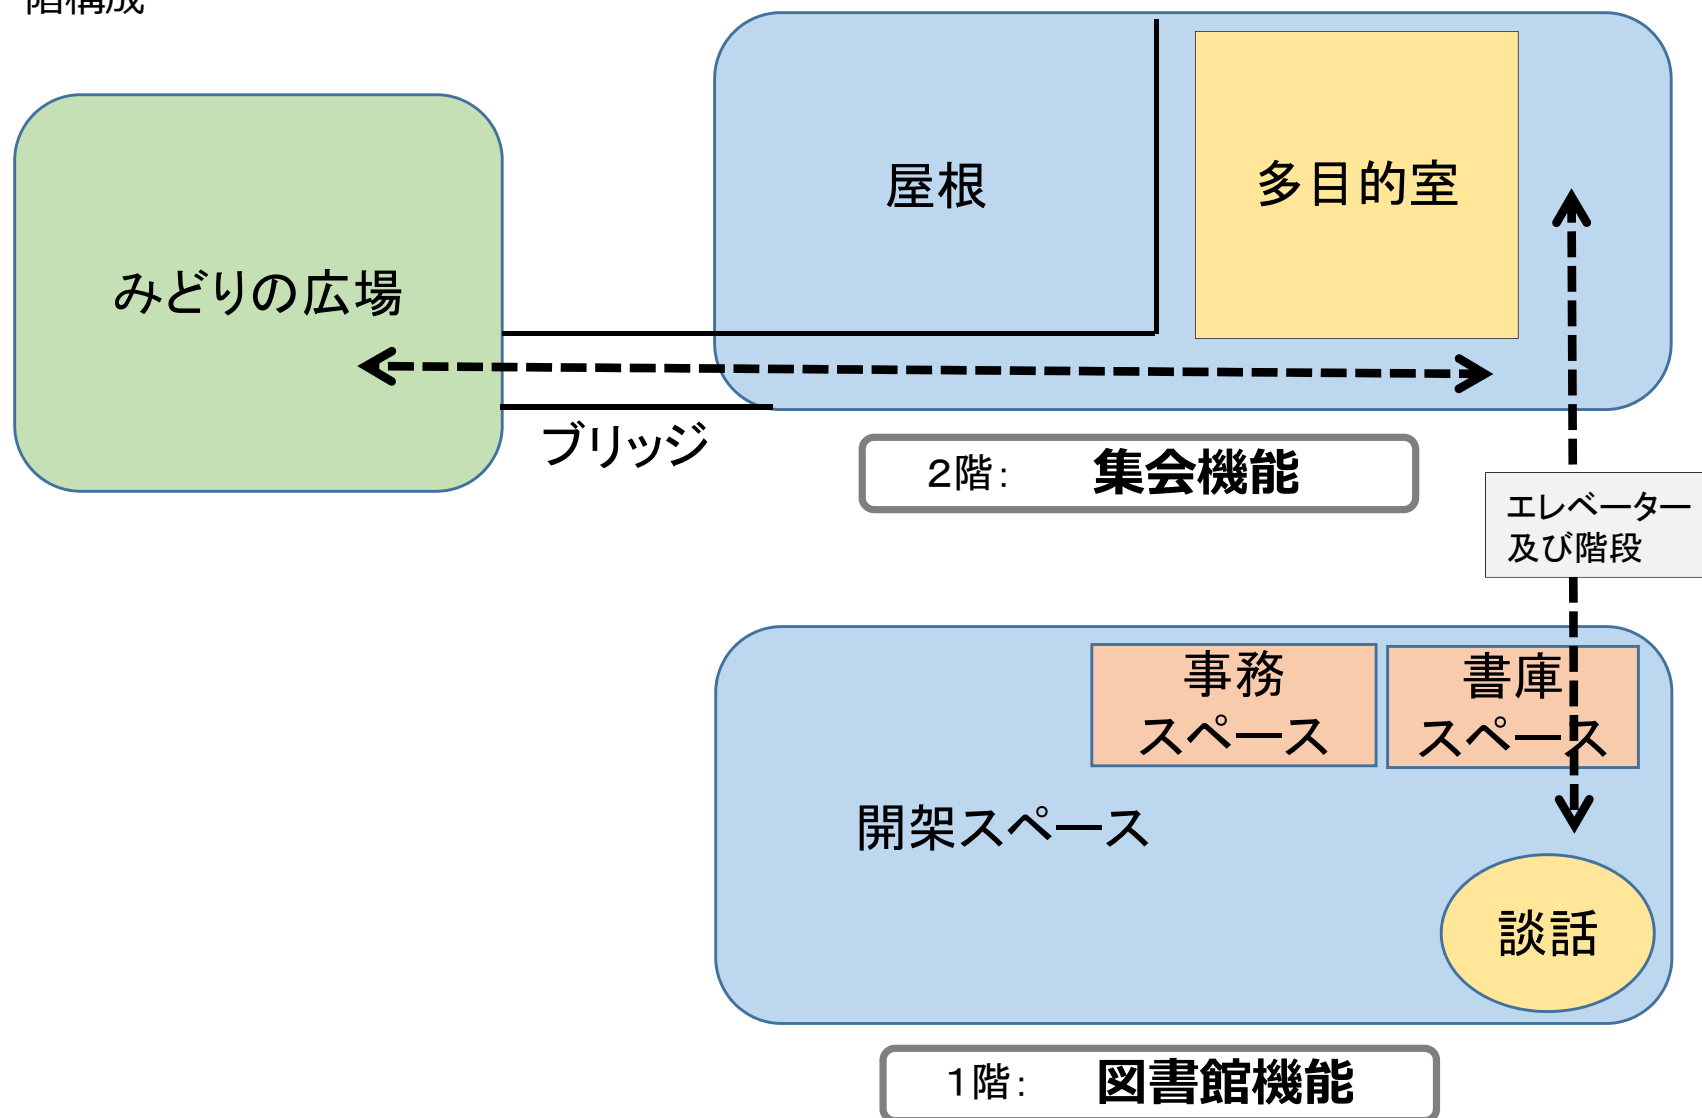 階構成
屋根
多目的室
みどりの広場
ブリッジ
2階： 集会機能
エレベーター
及び階段
事務
スペース
書庫
スペース
開架スペース
談話
1階： 図書館機能